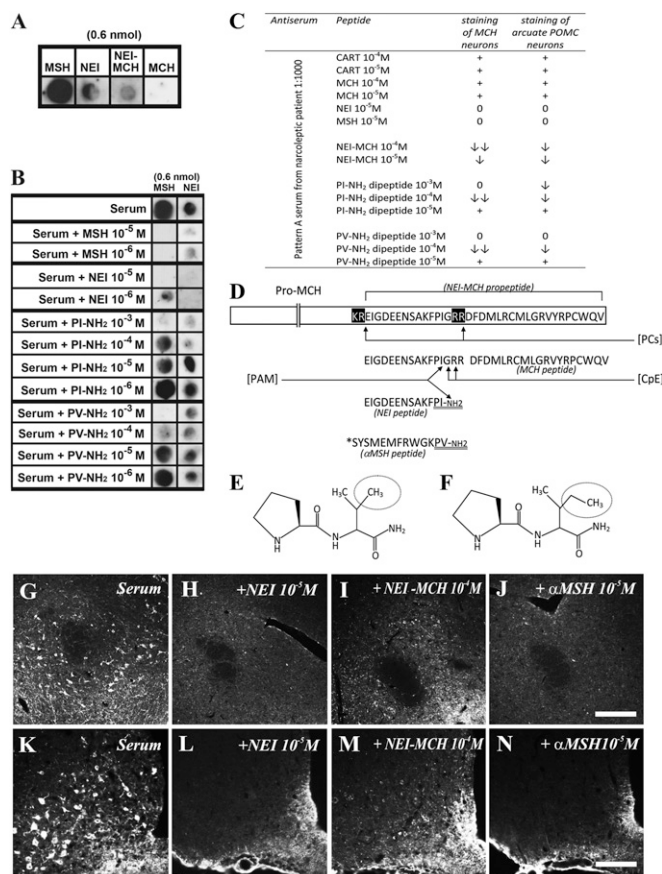 A
(0.6 nmol)
MSH NEI NEI-MCH MCH
B
(0.6 nmol)
MSH NEI
Serum
Serum + MSH 10⁻⁵ M
Serum + MSH 10⁻⁶ M
Serum + NEI 10⁻⁵ M
Serum + NEI 10⁻⁶ M
Serum + PI-NH₂ 10⁻³ M
Serum + PI-NH₂ 10⁻⁴ M
Serum + PI-NH₂ 10⁻⁵ M
Serum + PI-NH₂ 10⁻⁶ M
Serum + PV-NH₂ 10⁻³ M
Serum + PV-NH₂ 10⁻⁴ M
Serum + PV-NH₂ 10⁻⁵ M
Serum + PV-NH₂ 10⁻⁶ M
C
Antiserum Peptide staining of MCH neurons staining of arcuate POMC neurons
Pattern A serum from narcoleptic patient 1:1000
CART 10⁻⁴M + +
CART 10⁻⁵M + +
MCH 10⁻⁴M + +
MCH 10⁻⁵M + +
NEI 10⁻⁵M 0 0
MSH 10⁻⁵M 0 0
NEI-MCH 10⁻⁴M ↓↓ ↓
NEI-MCH 10⁻⁵M ↓ ↓
PI-NH₂ dipeptide 10⁻³M 0 ↓
PI-NH₂ dipeptide 10⁻⁴M ↓↓ ↓
PI-NH₂ dipeptide 10⁻⁵M + +
PV-NH₂ dipeptide 10⁻³M 0 0
PV-NH₂ dipeptide 10⁻⁴M ↓↓ ↓
PV-NH₂ dipeptide 10⁻⁵M + +
D
Pro-MCH
(NEI-MCH propeptide)
KREIGDEENSAKFPIGRRDFDMLRCMLGRVYRPCWQV
[PCs]
EIGDEENSAKFPIGRR DFDMLRCMLGRVYRPCWQV
(MCH peptide)
[PAM] [CpE]
EIGDEENSAKFPI-NH2
(NEI peptide)
*SYSMEMFRWGKPV-NH2
(αMSH peptide)
E
H₃C CH₃
NH O NH O NH₂
F
H₃C CH₃
NH O NH O NH₂
G Serum
H +NEI 10⁻⁵M
I + NEI -MCH 10⁻⁴M
J + αMSH 10⁻⁵M
K Serum
L +NEI 10⁻⁵M
M + NEI-MCH 10⁻⁴M
N + αMSH10⁻⁵M